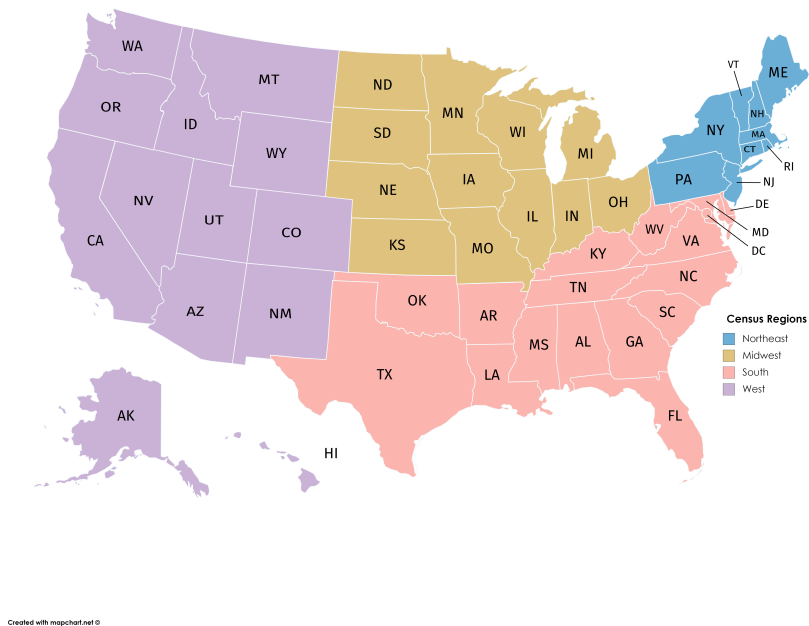 WA
MT
ND
MN
VT
ME
OR
ID
SD
WI
NY
NH
MA
CT
RI
WY
MI
NJ
NE
IA
PA
DE
NV
UT
CO
IL
IN
OH
MD
CA
KS
MO
WV
VA
DC
KY
TN
NC
AZ
NM
OK
AR
SC
MS
AL
GA
TX
LA
FL
AK
HI
Census Regions
Northeast
Midwest
South
West
Created with mapchart.net ©